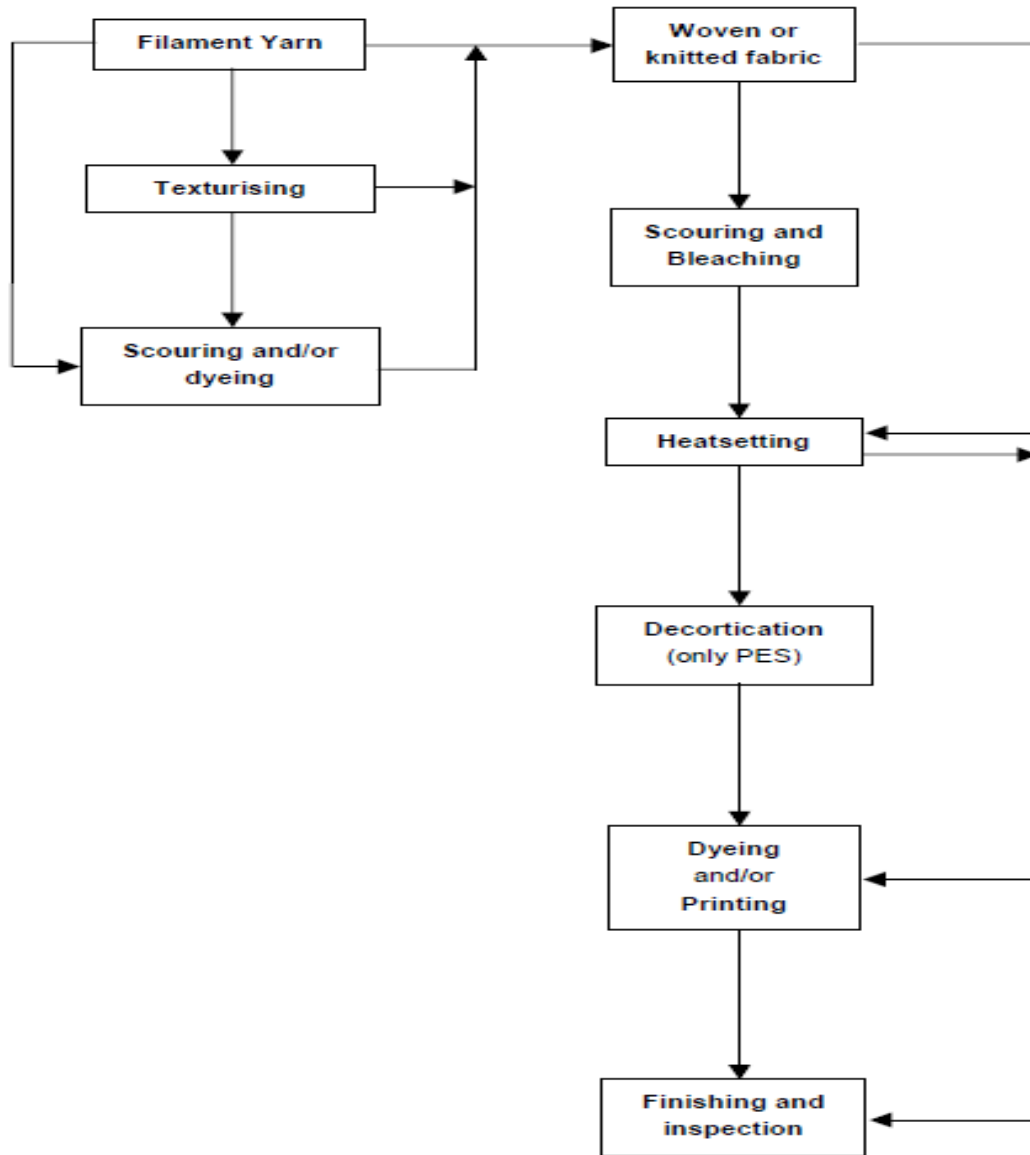 Filament Yarn
Texturising
Scouring and/or
dyeing
Woven or
knitted fabric
Scouring and
Bleaching
Heatsetting
Decortication
(only PES)
Dyeing
and/or
Printing
Finishing and
inspection